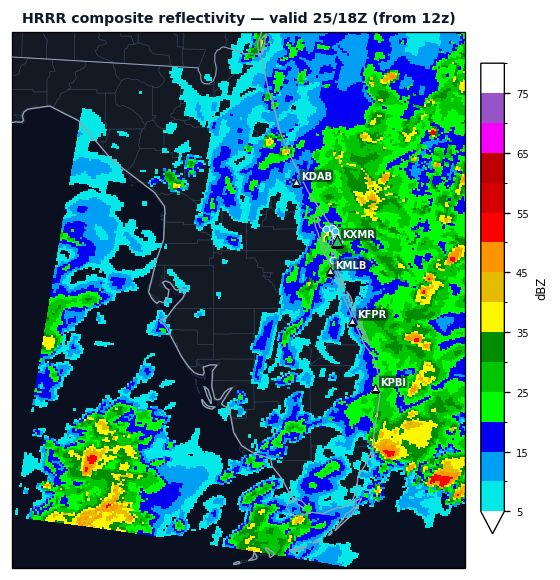 HRRR composite reflectivity — valid 25/18Z (from 12z)
KDAB
KXMR
KMLB
KFPR
KPBI
75
65
55
45
35
25
15
5
dBZ